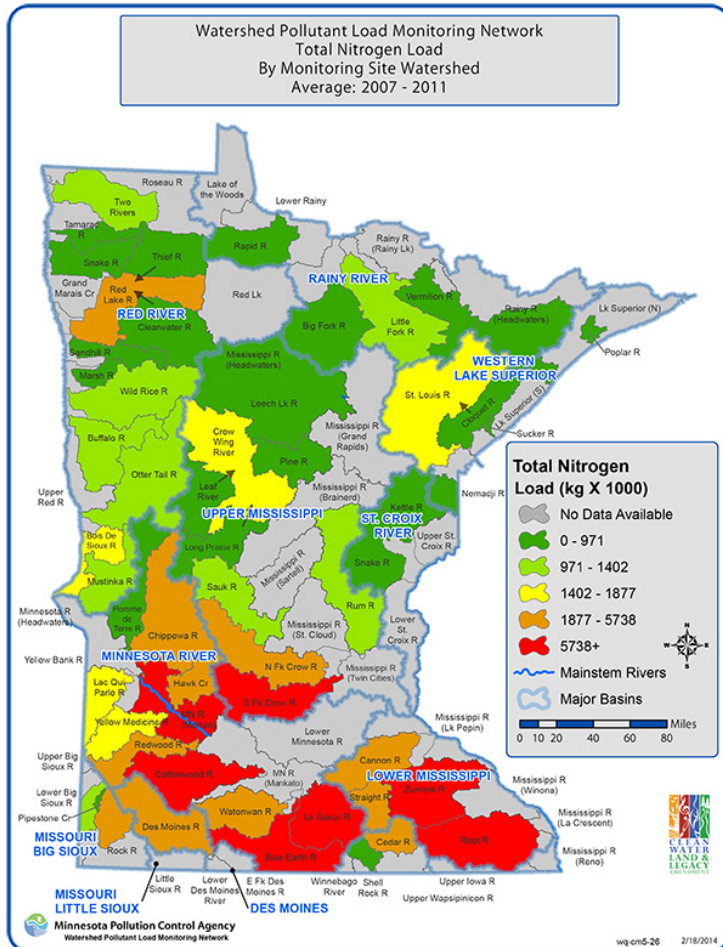 Watershed Pollutant Load Monitoring Network
Total Nitrogen Load
By Monitoring Site Watershed
Average: 2007 - 2011
Roseau R
Lake of
the Woods
Two
Rivers
Lower Rainy
Tamarac
R
Rapid R
Rainy R
(Rainy Lk)
Thief R
Snake R
RAINY RIVER
Grand
Marais Cr
Red
Lake R
Red Lk
Vermilion R
RED RIVER
Little
Fork R
Rainy R
(Headwaters)
Lk Superior (N)
Clearwater R
Big Fork R
Poplar R
Sandhill R
Mississippi R
(Headwaters)
WESTERN
LAKE SUPERIOR
Marsh R
Wild Rice R
Leech Lk R
St. Louis R
Cloquet R
Lk Superior (S)
Crow
Wing
River
Mississippi R
(Grand
Rapids)
Sucker R
Buffalo R
Pine R
Otter Tail R
Leaf
River
Mississippi R
(Brainerd)
Nemadji R
Upper
Red R
UPPER MISSISSIPPI
Kettle R
ST. CROIX
RIVER
Upper St.
Croix R
Bois De
Sioux R
Long Prairie R
Mississippi R
(Sartell)
Snake R
Mustinka R
Sauk R
Rum R
Minnesota R
(Headwaters)
Pomme
de
Terre R
Mississippi R
(St. Cloud)
Lower
St.
Croix R
Chippewa R
Yellow Bank R
N Fk Crow R
Mississippi R
(Twin Cities)
MINNESOTA RIVER
Lac Qui
Parle R
Hawk Cr
S Fk Crow R
Yellow Medicine R
MN R
Lower
Minnesota R
Mississippi R
(Lk Pepin)
Redwood R
Upper Big
Sioux R
Cottonwood R
MN R
(Mankato)
Cannon R
LOWER MISSISSIPPI
Zumbro R
Mississippi R
(Winona)
Lower Big
Sioux R
Straight R
Pipestone Cr
Watonwan R
Le Sueur R
Mississippi R
(La Crescent)
Des Moines R
MISSOURI
BIG SIOUX
Rock R
Blue Earth R
Cedar R
Root R
Mississippi R
(Reno)
Little
Sioux R
Lower
Des Moines
River
E Fk Des
Moines R
Winnebago
River
Shell
Rock R
Upper Iowa R
Upper Wapsipinicon R
MISSOURI
LITTLE SIOUX
DES MOINES
Total Nitrogen
Load (kg X 1000)
No Data Available
0 - 971
971 - 1402
1402 - 1877
1877 - 5738
5738+
Mainstem Rivers
Major Basins
N
W
E
S
Miles
0 10 20 40 60 80
CLEAN
WATER
LAND &
LEGACY
AMENDMENT
Minnesota Pollution Control Agency
Watershed Pollutant Load Monitoring Network
wq-cm5-26 2/18/2014